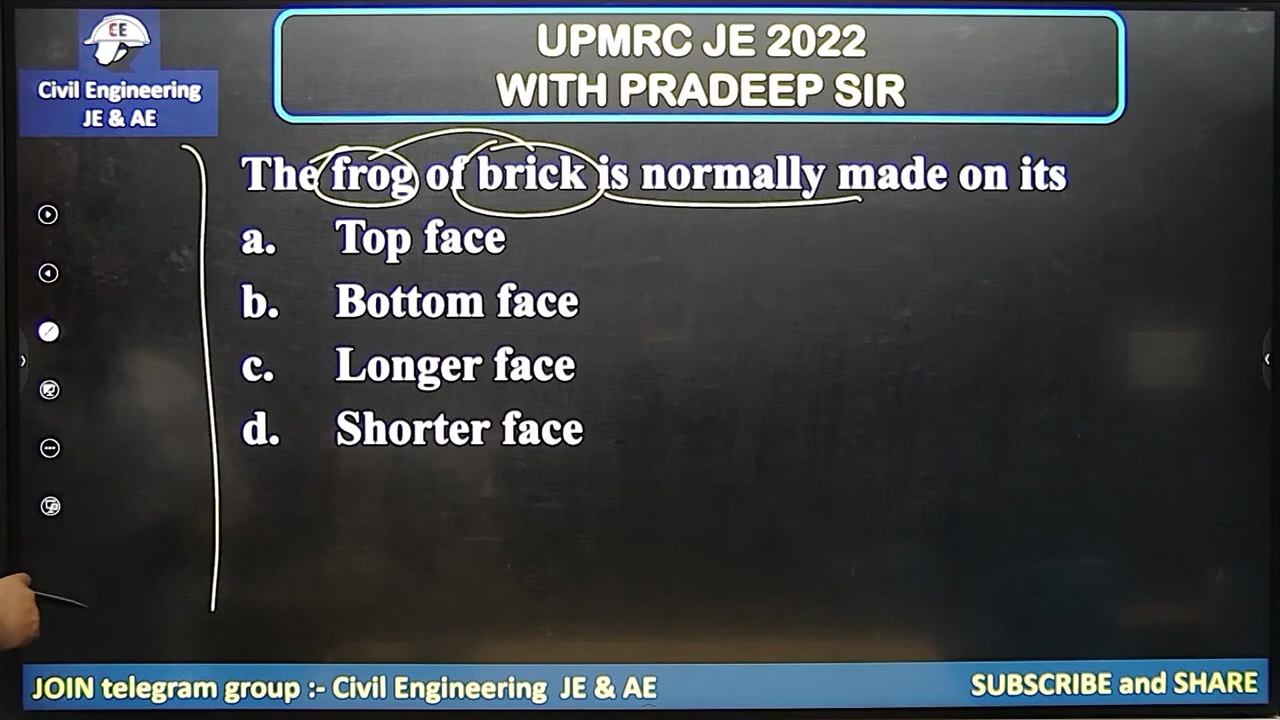 EE
Civil Engineering
JE & AE
UPMRC JE 2022
WITH PRADEEP SIR
The frog of brick is normally made on its
a. Top face
b. Bottom face
c. Longer face
d. Shorter face
JOIN telegram group :- Civil Engineering JE & AE
SUBSCRIBE and SHARE